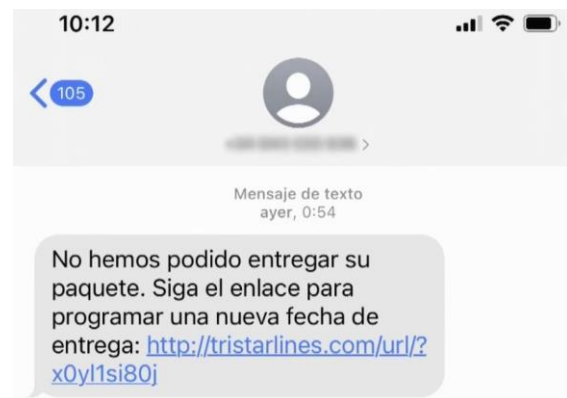 10:12
105
Mensaje de texto
ayer, 0:54
No hemos podido entregar su
paquete. Siga el enlace para
programar una nueva fecha de
entrega: http://tristarlines.com/url/?
x0yl1si80j